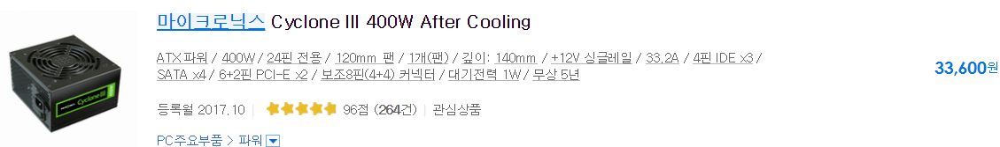 마이크로닉스 Cyclone III 400W After Cooling
ATX 파워 / 400W / 24핀 전용 / 120mm 팬 / 1개(팬) / 깊이: 140mm / +12V 싱글레일 / 33.2A / 4핀 IDE x3 /
SATA x4 / 6+2핀 PCI-E x2 / 보조8핀(4+4) 커넥터 / 대기전력 1W / 무상 5년
33,600원
Cyclone III
등록월 2017.10 | 96점 (264건) | 관심상품
PC주요부품 > 파워